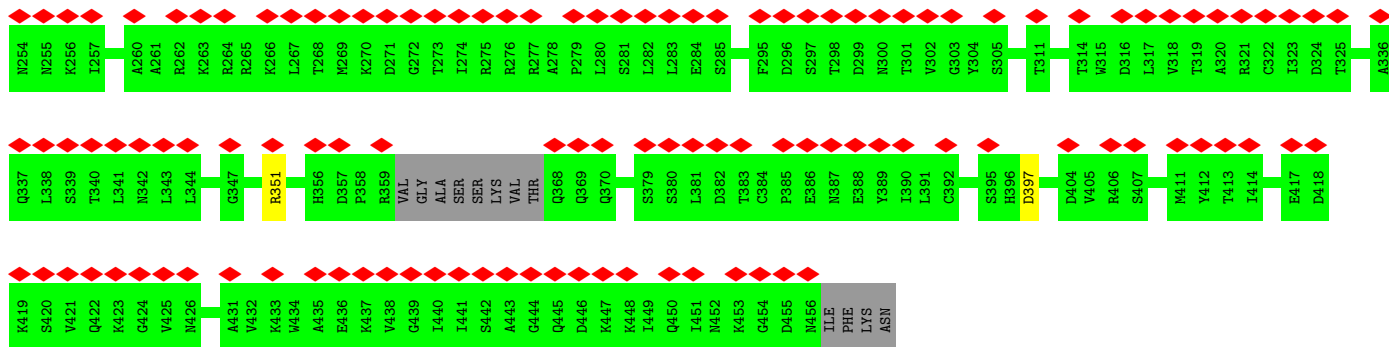 N254 N255 K256 I257 A260 A261 R262 K263 R264 R265 K266 L267 T268 M269 K270 D271 G272 T273 I274 R275 R276 R277 A278 P279 L280 S281 L282 L283 E284 S285 F295 D296 S297 T298 D299 N300 T301 V302 G303 Y304 S305 T311 T314 W315 D316 L317 V318 T319 A320 R321 C322 I323 D324 T325 A336
Q337 L338 S339 T340 L341 N342 L343 L344 G347 R351 H356 D357 P358 R359 VAL GLY ALA SER SER LYS VAL THR Q368 Q369 Q370 S379 S380 L381 D382 T383 C384 P385 E386 N387 E388 Y389 I390 L391 C392 S395 H396 D397 D404 V405 R406 S407 M411 Y412 T413 I414 E417 D418
K419 S420 V421 Q422 K423 G424 V425 N426 A431 V432 K433 W434 A435 E436 K437 V438 G439 I440 I441 S442 A443 G444 Q445 D446 K447 K448 I449 Q450 I451 N452 K453 G454 D455 N456 ILE PHE LYS ASN